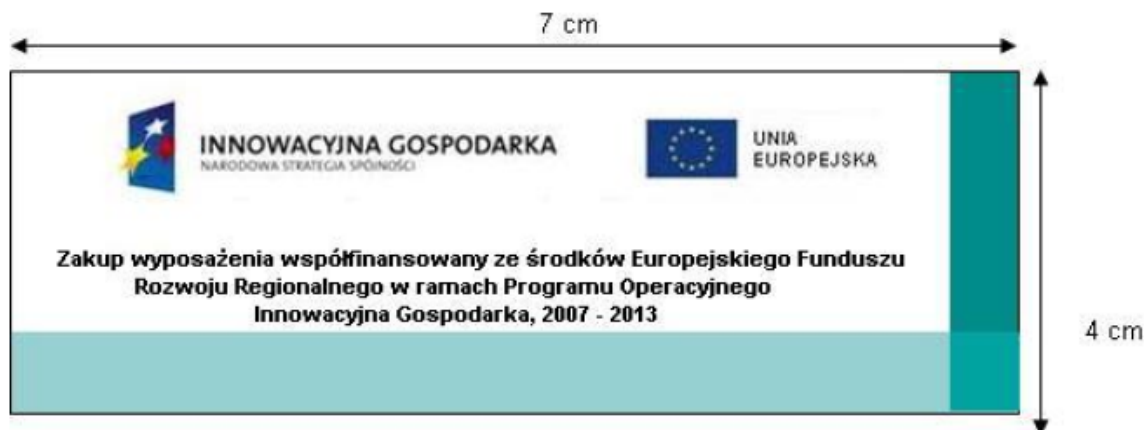 7 cm
INNOWACYJNA GOSPODARKA
NARODOWA STRATEGIA SPÓJNOŚCI
UNIA
EUROPEJSKA
Zakup wyposażenia współfinansowany ze środków Europejskiego Funduszu
Rozwoju Regionalnego w ramach Programu Operacyjnego
Innowacyjna Gospodarka, 2007 - 2013
4 cm